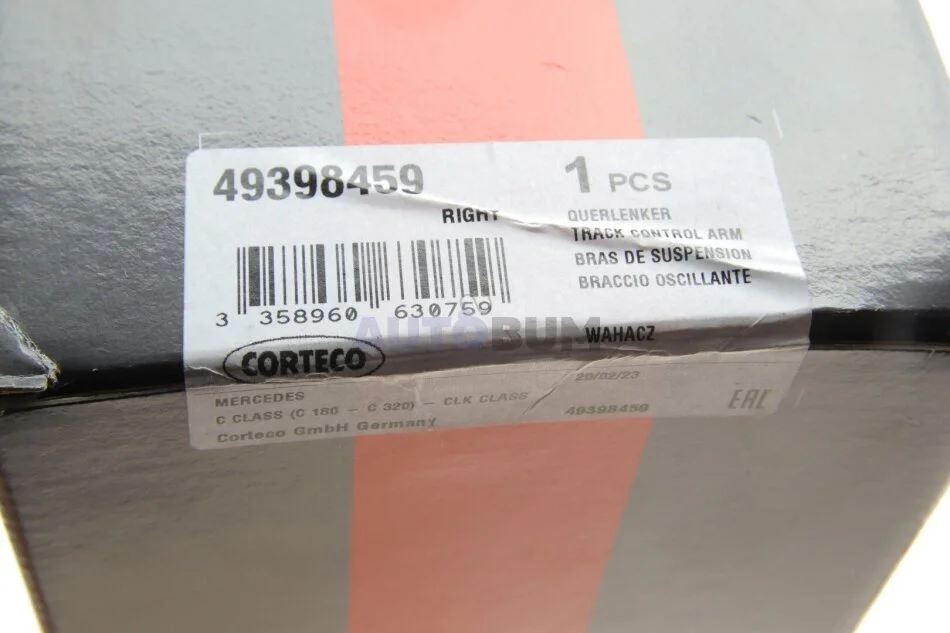 49398459
1 PCS
RIGHT
QUERLENKER
TRACK CONTROL ARM
BRAS DE SUSPENSION
BRACCIO OSCILLANTE
3 358960 630759
AUTOBUM
WAHACZ
CORTECO
MERCEDES
C CLASS (C 180 - C 320) - CLK CLASS
Corteco GmbH Germany
20/02/23
49398459
EAC